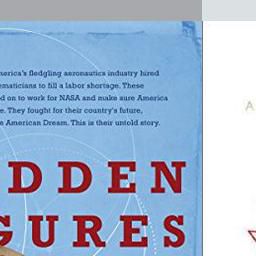 merica's fledgling aeronautics industry hired
ematicians to fill a labor shortage. These
d on to work for NASA and make sure America
e. They fought for their country's future,
e American Dream. This is their untold story.
DDEN
GURES
A